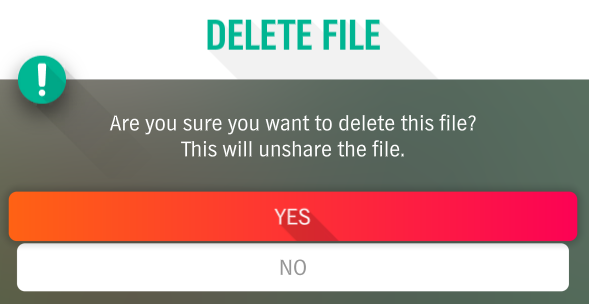 DELETE FILE
!
Are you sure you want to delete this file?
This will unshare the file.
YES
NO